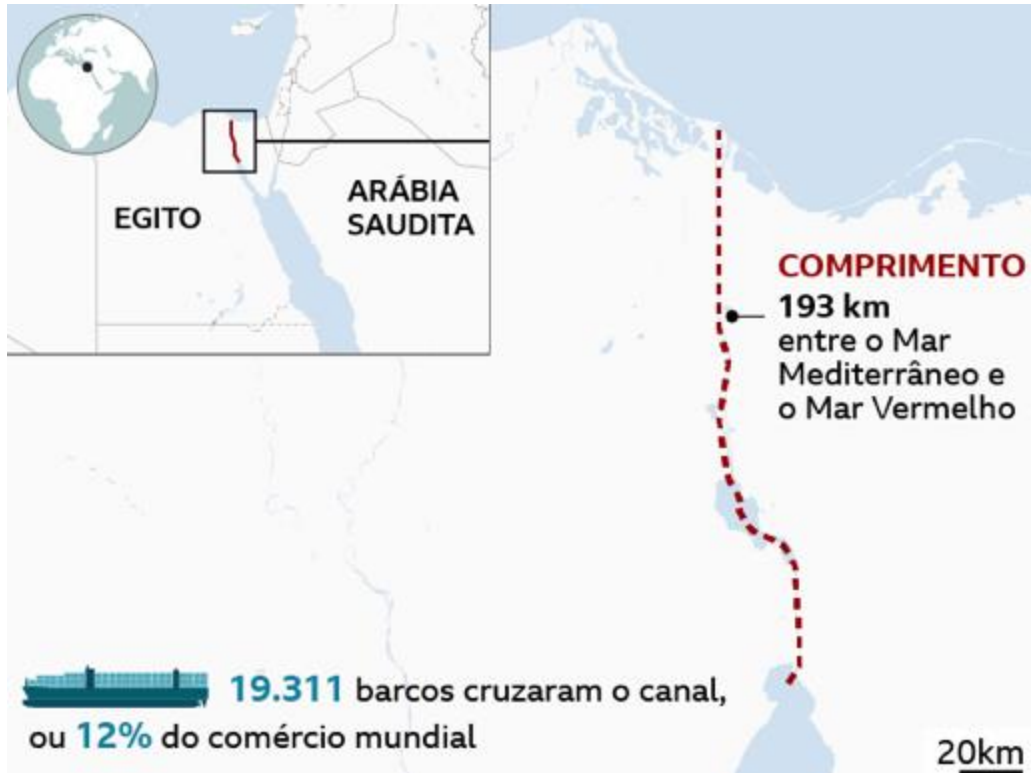 EGITO
ARÁBIA
SAUDITA
COMPRIMENTO
193 km
entre o Mar
Mediterrâneo e
o Mar Vermelho
19.311 barcos cruzaram o canal,
ou 12% do comércio mundial
20km